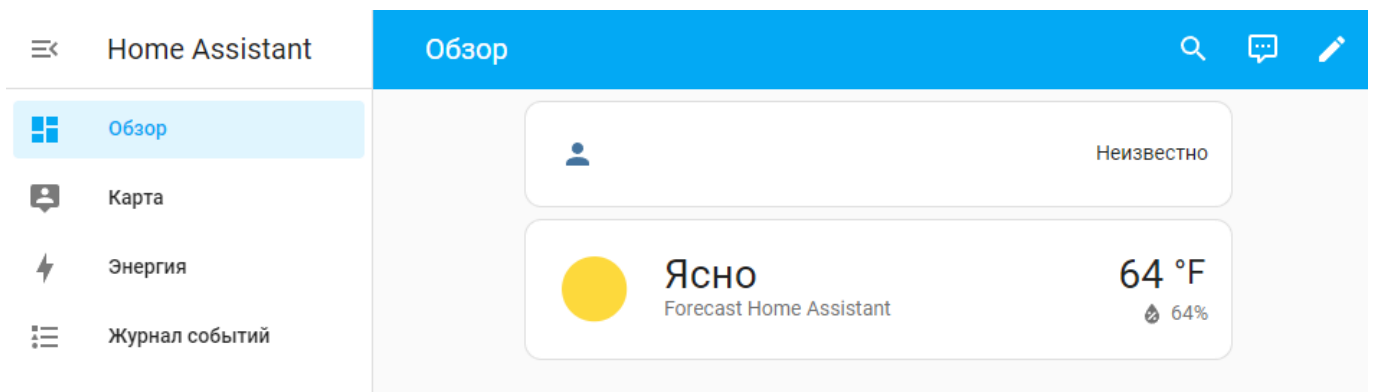 Home Assistant
Обзор
Обзор
Карта
Энергия
Журнал событий
Неизвестно
Ясно
Forecast Home Assistant
64 °F
64%